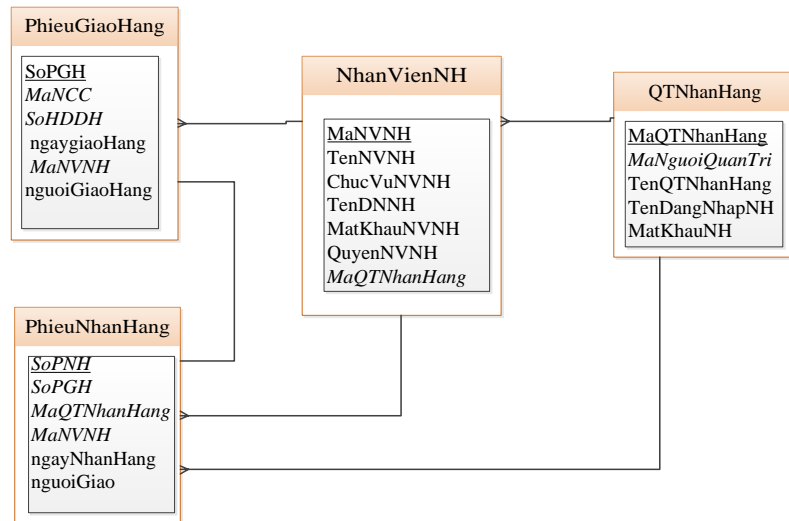 PhieuGiaoHang
SoPGH
MaNCC
SoHDDH
ngaygiaoHang
MaNVNH
nguoiGiaoHang
NhanVienNH
MaNVNH
TenNVNH
ChucVuNVNH
TenDNNH
MatKhauNVNH
QuyenNVNH
MaQTNhanHang
QTNhanHang
MaQTNhanHang
MaNguoiQuanTri
TenQTNhanHang
TenDangNhapNH
MatKhauNH
PhieuNhanHang
SoPNH
SoPGH
MaQTNhanHang
MaNVNH
ngayNhanHang
nguoiGiao